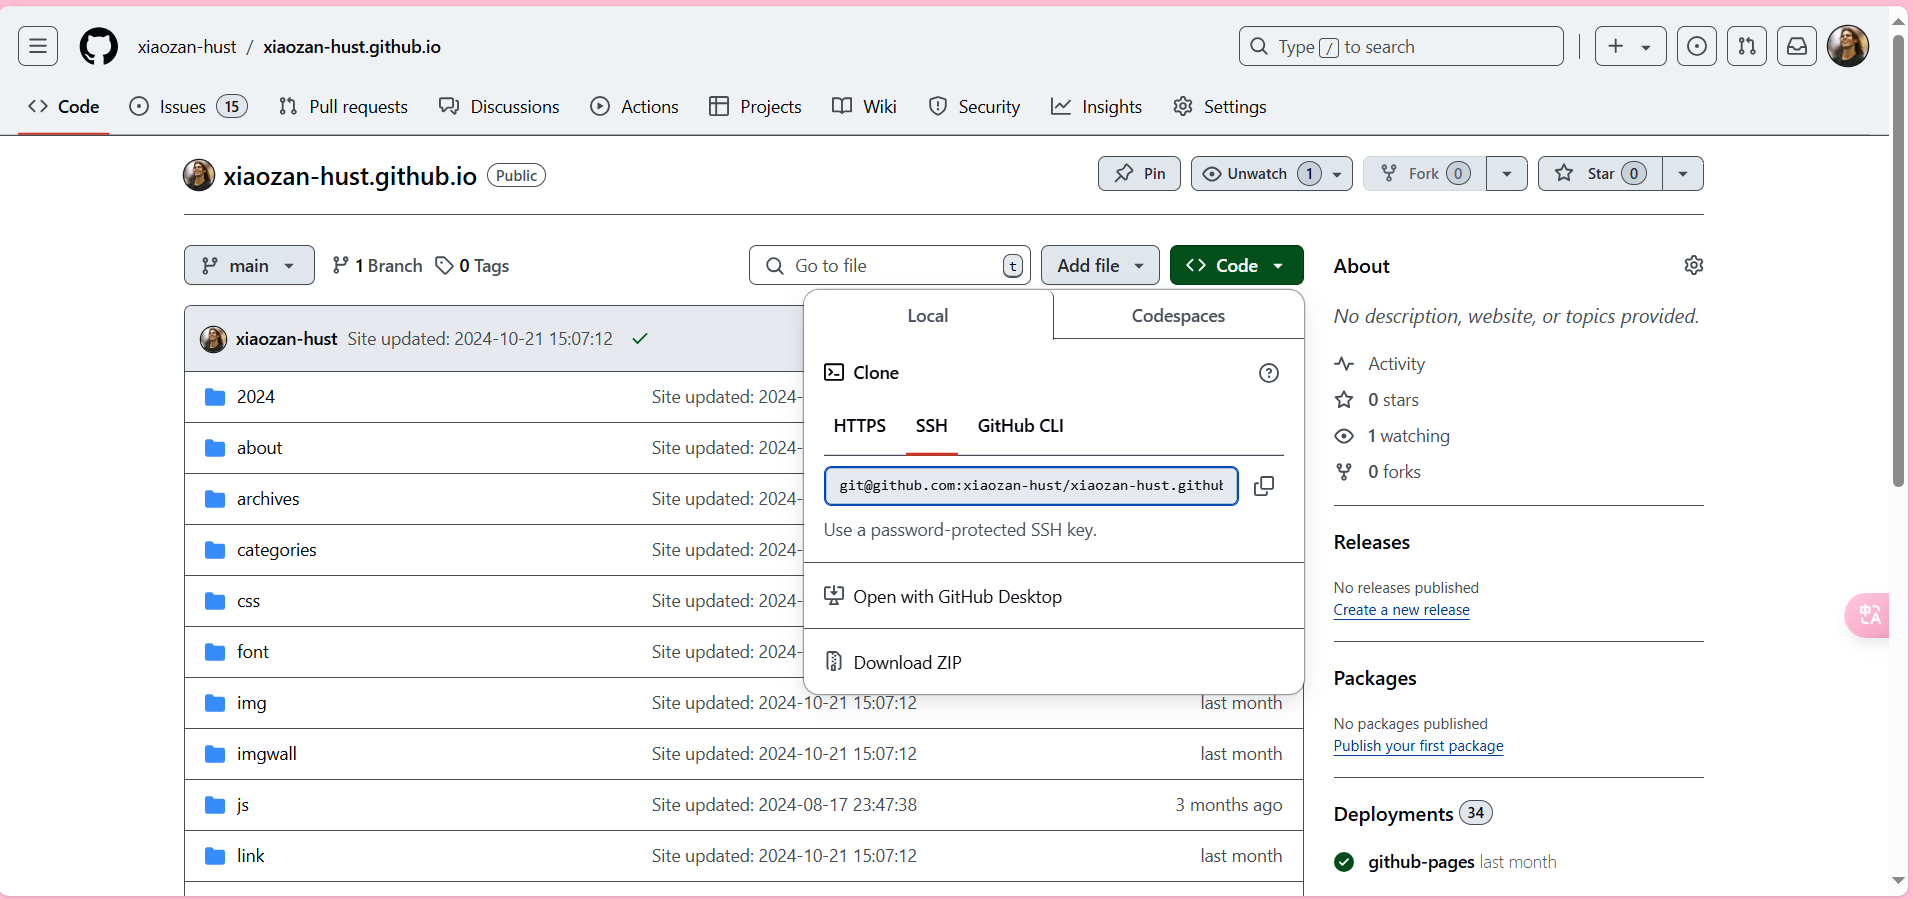 xiaozan-hust / xiaozan-hust.github.io
Type / to search
Code
Issues 15
Pull requests
Discussions
Actions
Projects
Wiki
Security
Insights
Settings
xiaozan-hust.github.io Public
Pin
Unwatch 1
Fork 0
Star 0
main
1 Branch
0 Tags
Go to file t
Add file
Code
Local
Codespaces
Clone
HTTPS
SSH
GitHub CLI
git@github.com:xiaozan-hust/xiaozan-hust.github
Use a password-protected SSH key.
Open with GitHub Desktop
Download ZIP
xiaozan-hust Site updated: 2024-10-21 15:07:12
2024 Site updated: 2024-
about Site updated: 2024-
archives Site updated: 2024-
categories Site updated: 2024-
css Site updated: 2024-
font Site updated: 2024-
img Site updated: 2024-10-21 15:07:12 last month
imgwall Site updated: 2024-10-21 15:07:12 last month
js Site updated: 2024-08-17 23:47:38 3 months ago
link Site updated: 2024-10-21 15:07:12 last month
About
No description, website, or topics provided.
Activity
0 stars
1 watching
0 forks
Releases
No releases published
Create a new release
Packages
No packages published
Publish your first package
Deployments 34
github-pages last month
中A